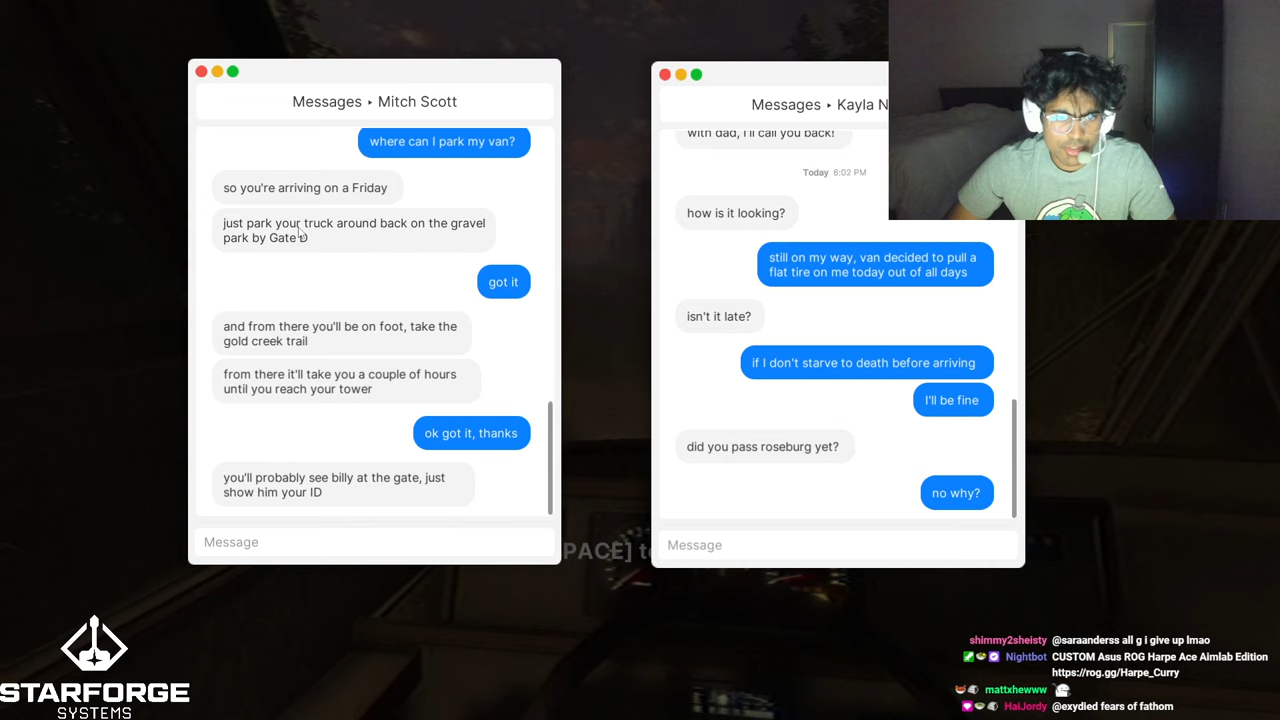 Messages ‣ Mitch Scott
where can I park my van?
so you're arriving on a Friday
just park your truck around back on the gravel
park by Gate D
got it
and from there you'll be on foot, take the
gold creek trail
from there it'll take you a couple of hours
until you reach your tower
ok got it, thanks
you'll probably see billy at the gate, just
show him your ID
Message
Messages ‣ Kayla N
with dad, I'll call you back!
Today 6:02 PM
how is it looking?
still on my way, van decided to pull a
flat tire on me today out of all days
isn't it late?
if I don't starve to death before arriving
I'll be fine
did you pass roseburg yet?
no why?
Message
PACE] t
STARFORGE
SYSTEMS
shimmy2sheisty @saraanderss all g i give up lmao
Nightbot CUSTOM Asus ROG Harpe Ace Aimlab Edition
https://rog.gg/Harpe_Curry
mattxhewww
HaiJordy @exydied fears of fathom